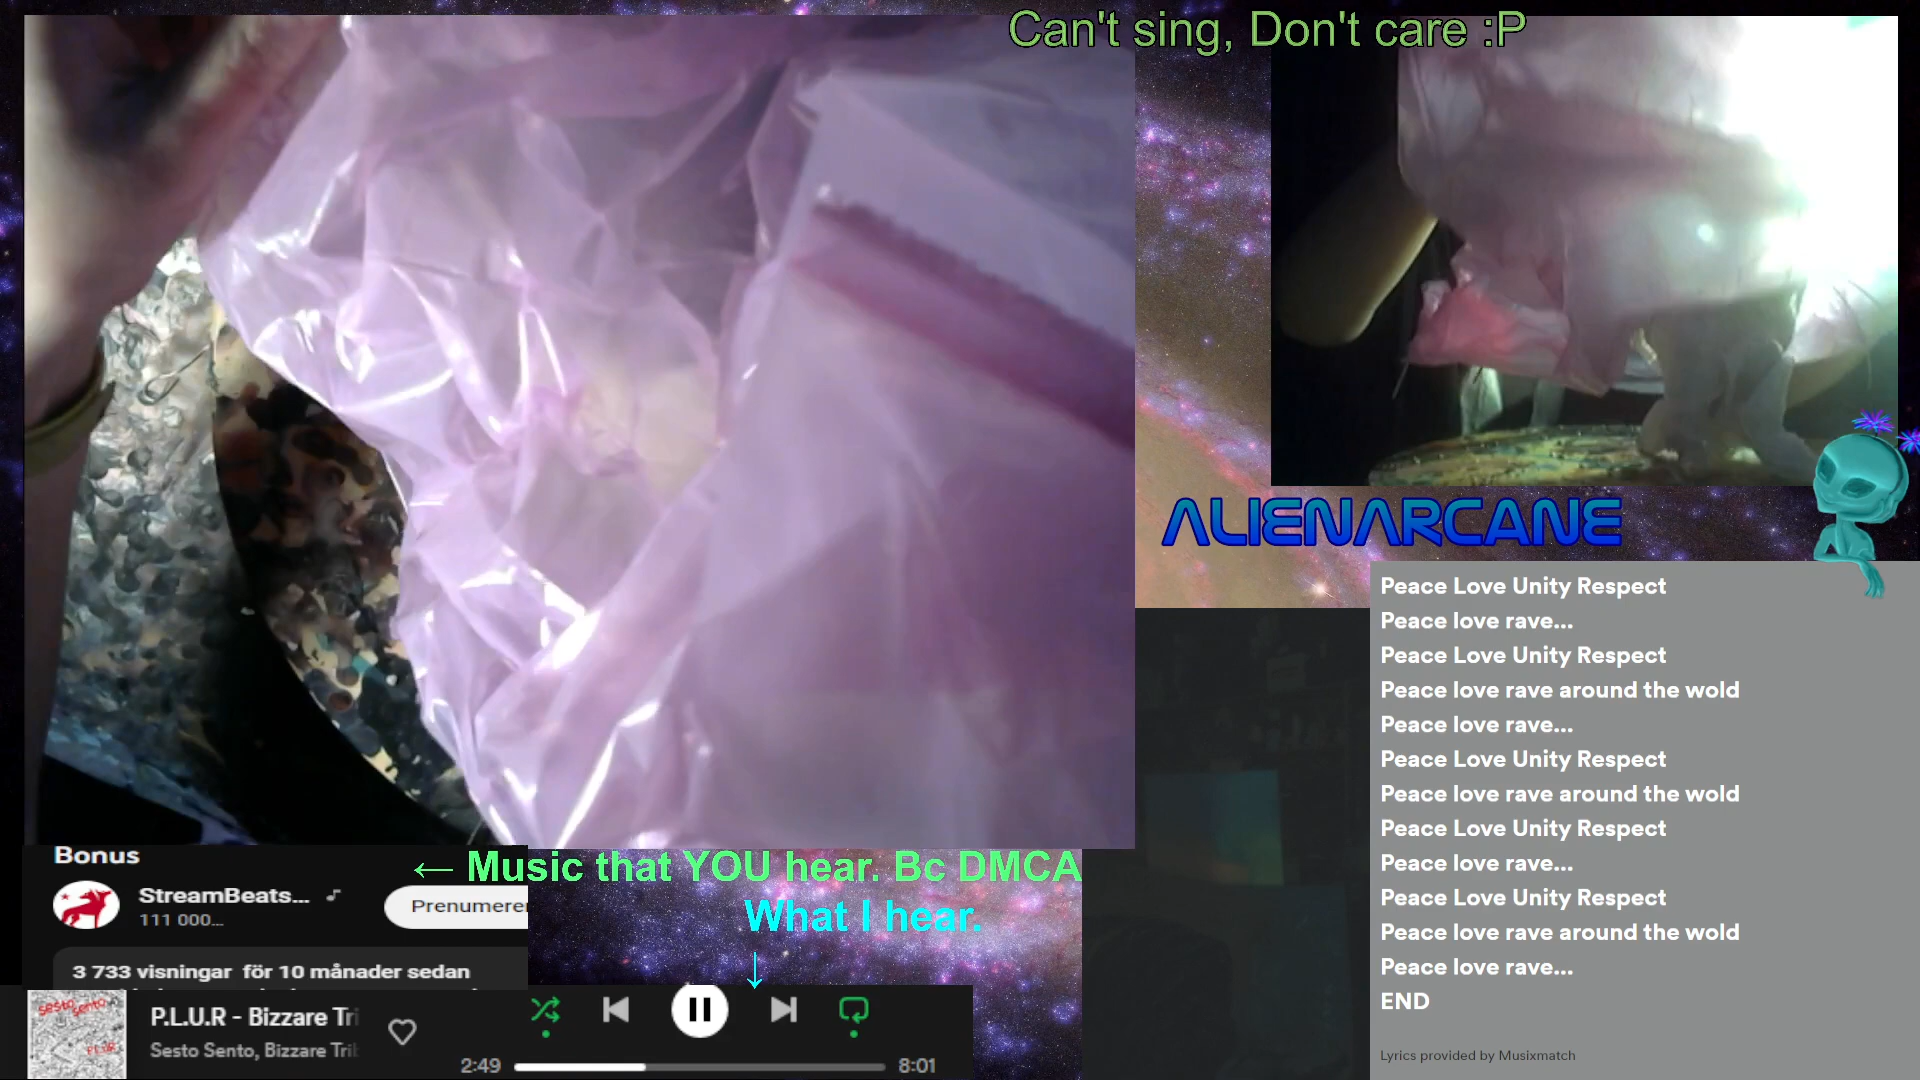 Can't sing, Don't care :P
ALIENARCANE
Peace Love Unity Respect
Peace love rave...
Peace Love Unity Respect
Peace love rave around the wold
Peace love rave...
Peace Love Unity Respect
Peace love rave around the wold
Peace Love Unity Respect
Peace love rave...
Peace Love Unity Respect
Peace love rave around the wold
Peace love rave...
END
Lyrics provided by Musixmatch
Bonus
← Music that YOU hear. Bc DMCA
StreamBeats...
111 000...
Prenumerer
What I hear.
↓
3 733 visningar för 10 månader sedan
sesto sento
P.L.U.R
P.L.U.R - Bizzare Tri
Sesto Sento, Bizzare Trib
2:49
8:01